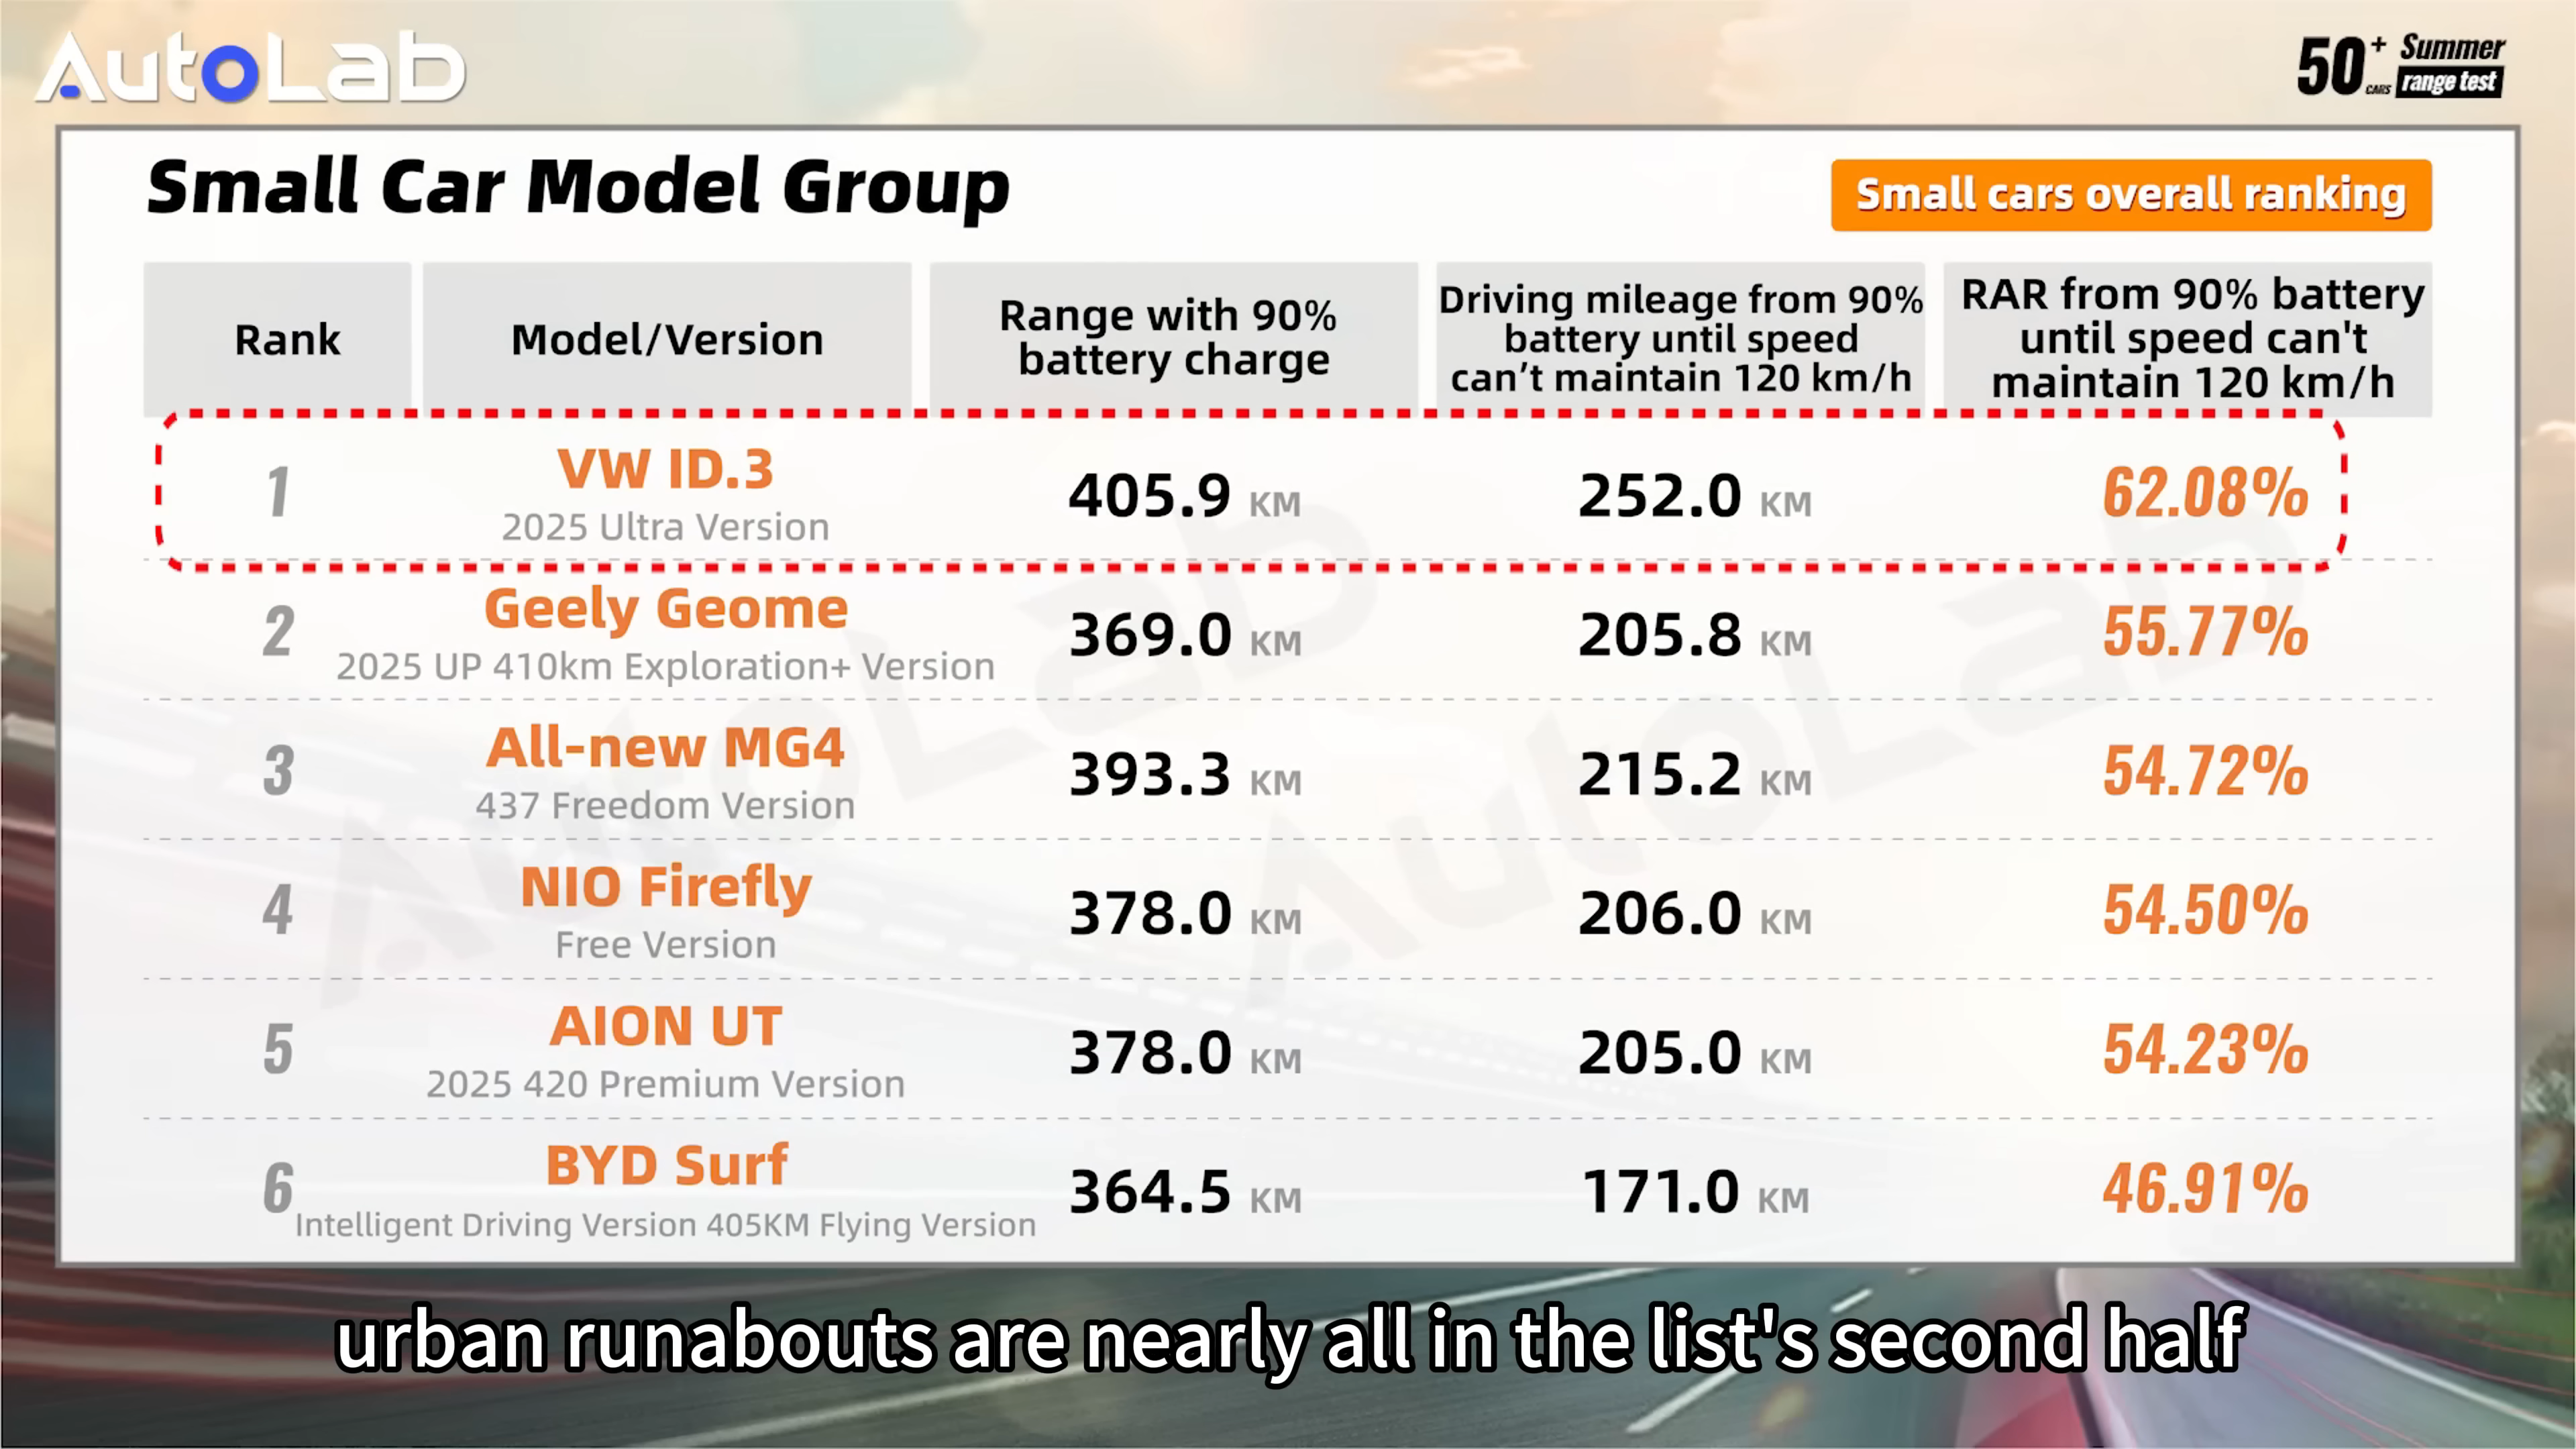 AutoLab
50+ CARS Summer range test
Small Car Model Group
Small cars overall ranking
Rank
Model/Version
Range with 90%
battery charge
Driving mileage from 90%
battery until speed
can't maintain 120 km/h
RAR from 90% battery
until speed can't
maintain 120 km/h
1
VW ID.3
2025 Ultra Version
405.9 KM
252.0 KM
62.08%
2
Geely Geome
2025 UP 410km Exploration+ Version
369.0 KM
205.8 KM
55.77%
3
All-new MG4
437 Freedom Version
393.3 KM
215.2 KM
54.72%
4
NIO Firefly
Free Version
378.0 KM
206.0 KM
54.50%
5
AION UT
2025 420 Premium Version
378.0 KM
205.0 KM
54.23%
6
BYD Surf
Intelligent Driving Version 405KM Flying Version
364.5 KM
171.0 KM
46.91%
AutoLab
AutoLab
urban runabouts are nearly all in the list's second half